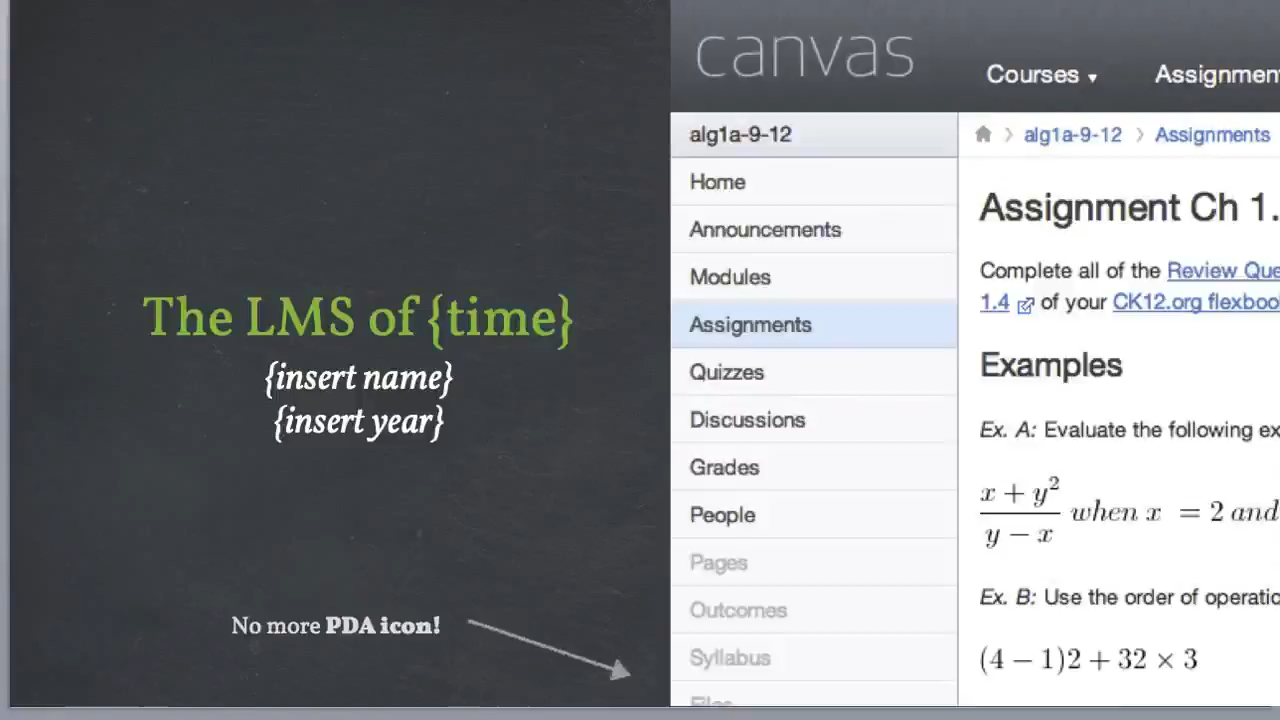 The LMS of {time}
{insert name}
{insert year}
No more PDA icon!
canvas
Courses ▾ Assignmen
alg1a-9-12
Home
Announcements
Modules
Assignments
Quizzes
Discussions
Grades
People
Pages
Outcomes
Syllabus
Files
alg1a-9-12 Assignments
Assignment Ch 1.
Complete all of the Review Que
1.4 of your CK12.org flexboo
Examples
Ex. A: Evaluate the following ex
x + y²
y − x
when x = 2 and
Ex. B: Use the order of operatio
(4 − 1)2 + 32 × 3